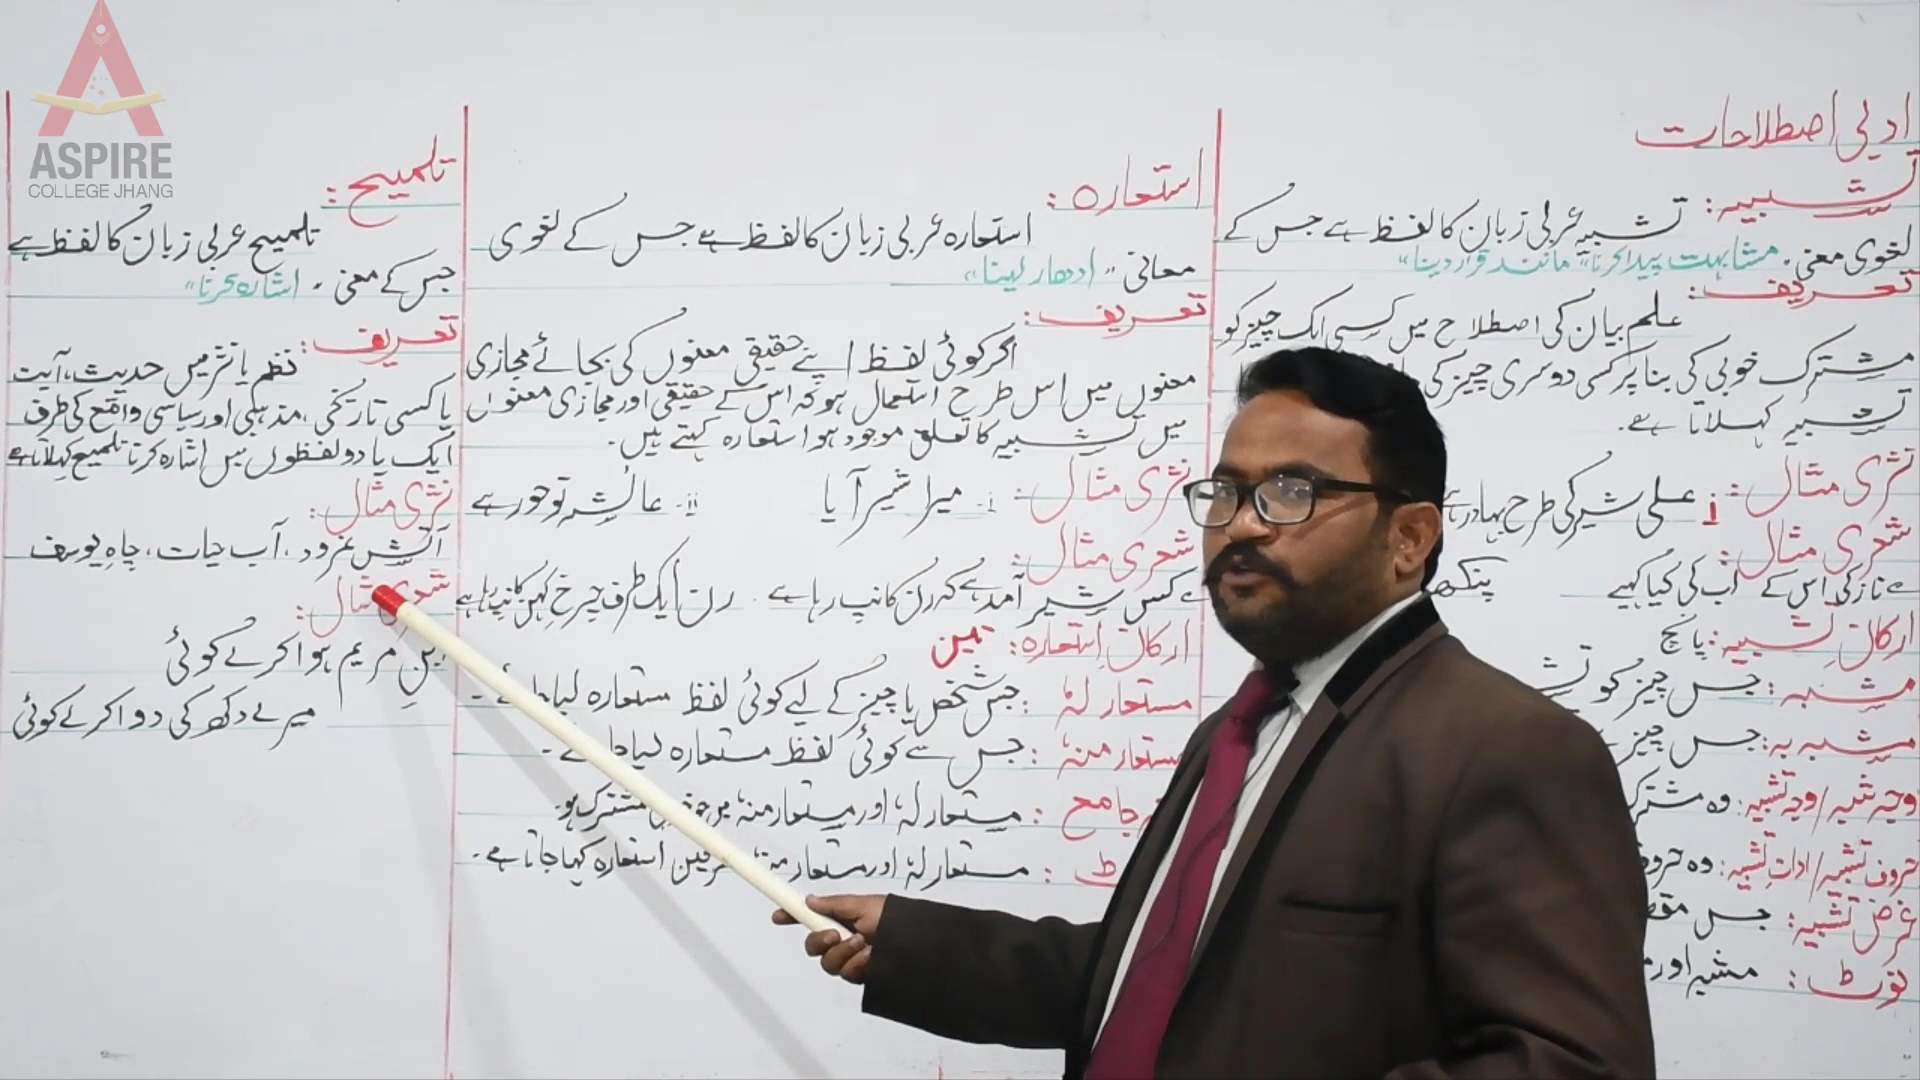 ASPIRE
COLLEGE JHANG
ادبی اصطلاحات
تشبیہ:
تشبیہ عربی زبان کا لفظ ہے جس کے
لغوی معنی "مشابہت پیدا کرنا" مانند قرار دینا"
تعریف:
علم بیان کی اصطلاح میں کسی ایک چیز کو
مشترک خوبی کی بنا پر کسی دوسری چیز کی
تشبیہ کہلاتا ہے۔
نثری مثال:
i علی شیر کی طرح بہادر ہے
شعری مثال:
نازکی اس کے لب کی کیا کہیے پنکھ
ارکانِ تشبیہ: پانچ
مشبہ: جس چیز کو
مشبہ بہ: جس چیز
وجہ شبہ/وجہ تشبیہ: وہ مشترک
حروف تشبیہ/اداتِ تشبیہ: وہ حروف
غرض تشبیہ: جس مقص
نوٹ: مشبہ اور م
استعارہ:
استعارہ عربی زبان کا لفظ ہے جس کے لغوی
معانی "ادھار لینا"
تعریف:
اگر کوئی لفظ اپنے حقیقی معنوں کی بجائے مجازی
معنوں میں اس طرح استعمال ہو کہ اس کے حقیقی اور مجازی معنوں
میں تشبیہ کا تعلق موجود ہو استعارہ کہتے ہیں۔
نثری مثال: i. میرا شیر آیا ii. عائشہ تو حور ہے
شعری مثال:
کس شیر آمد ہے کہ رن کانپ رہا ہے رن ایک طرف چرخِ کہن کانپ رہا ہے
ارکانِ استعارہ: تین
مستعار لہٗ: جس شخص یا چیز کے لیے کوئی لفظ مستعارہ لیا جائے۔
مستعار منہٗ: جس سے کوئی لفظ مستعارہ لیا جائے۔
جامع: مستعار لہٗ اور مستعار منہٗ میں جو مشترک ہو۔
مستعار لہٗ اور مستعار منہٗ طرفین استعارہ کہا جاتا ہے۔
تلمیح:
تلمیح عربی زبان کا لفظ ہے
جس کے معنی "اشارہ کرنا"
تعریف:
نظم یا نثر میں حدیث، آیت
یا کسی تاریخی، مذہبی اور سیاسی واقع کی طرف
ایک یا دو لفظوں میں اشارہ کرنا تلمیح کہلاتا ہے
نثری مثال:
آتش نمرود، آب حیات، چاہِ یوسف
شعری مثال:
ابنِ مریم ہوا کرے کوئی
میرے دکھ کی دوا کرے کوئی